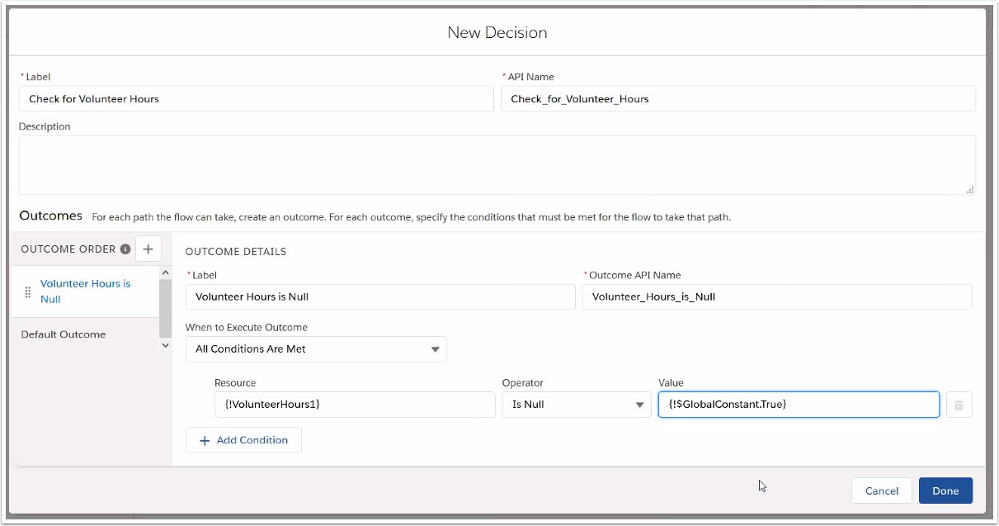 New Decision
* Label
* API Name
Check for Volunteer Hours
Check_for_Volunteer_Hours
Description
Outcomes For each path the flow can take, create an outcome. For each outcome, specify the conditions that must be met for the flow to take that path.
OUTCOME ORDER
Volunteer Hours is
Null
Default Outcome
OUTCOME DETAILS
* Label
* Outcome API Name
Volunteer Hours is Null
Volunteer_Hours_is_Null
When to Execute Outcome
All Conditions Are Met
Resource
Operator
Value
{!VolunteerHours1}
Is Null
{!$GlobalConstant.True}
+ Add Condition
Cancel
Done